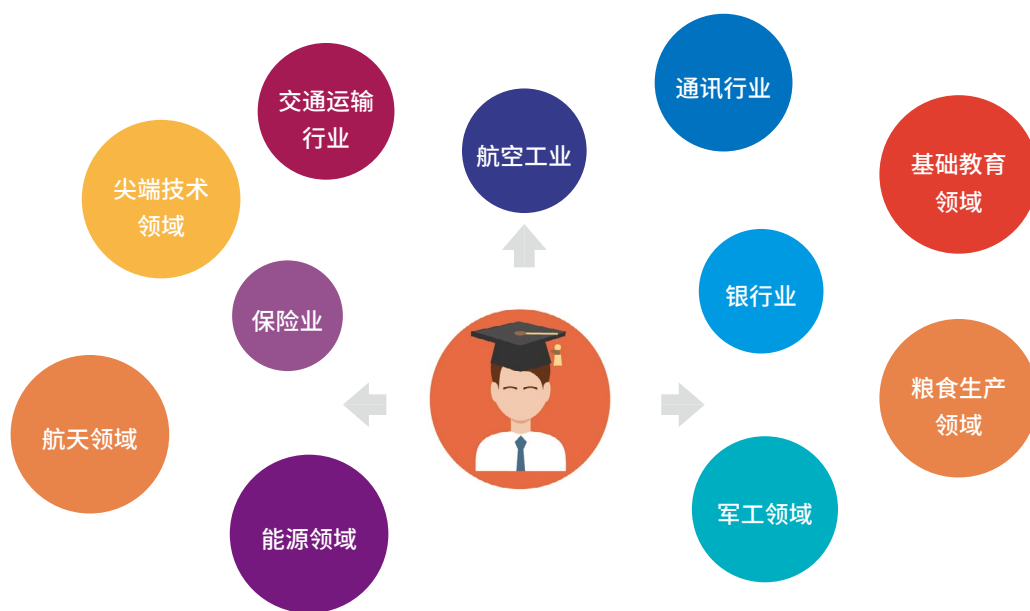 通讯行业
交通运输
行业
航空工业
基础教育
领域
尖端技术
领域
银行业
保险业
粮食生产
领域
航天领域
军工领域
能源领域